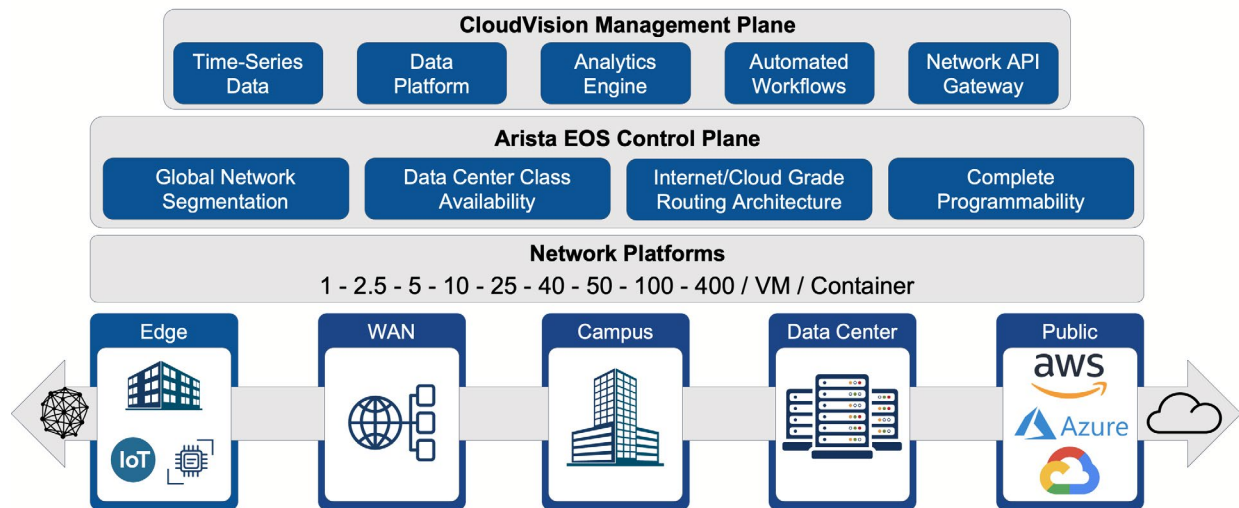 CloudVision Management Plane
Time-Series
Data
Data
Platform
Analytics
Engine
Automated
Workflows
Network API
Gateway
Arista EOS Control Plane
Global Network
Segmentation
Data Center Class
Availability
Internet/Cloud Grade
Routing Architecture
Complete
Programmability
Network Platforms
1 - 2.5 - 5 - 10 - 25 - 40 - 50 - 100 - 400 / VM / Container
Edge
IoT
WAN
Campus
Data Center
Public
aws
Azure